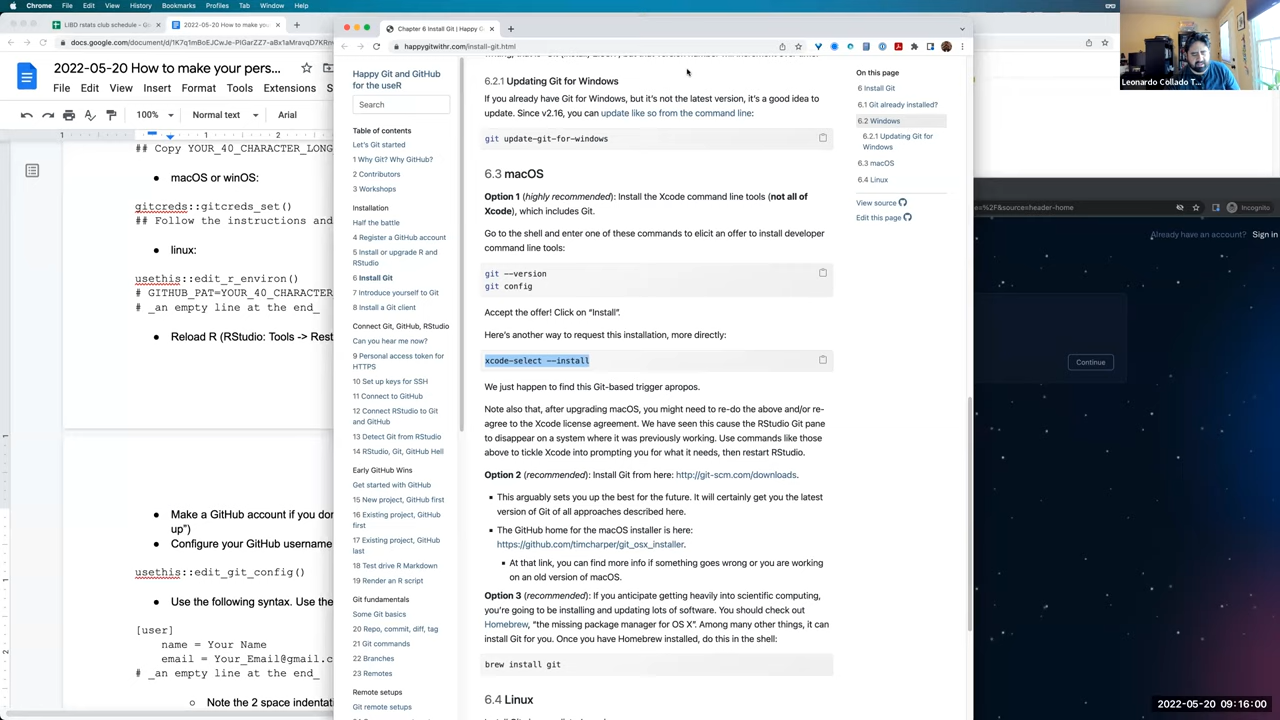 Chrome File Edit View History Bookmarks Profiles Tab Window Help
LIBD rstats club schedule - Gi
2022-05-20 How to make your
Chapter 6 Install Git | Happy Git
happygitwithr.com/install-git.html
2022-05-20 How to make your pers
File Edit View Insert Format Tools Extensions
100% Normal text Arial
## Copy YOUR_40_CHARACTER_LONG
macOS or winOS:
gitcreds::gitcreds_set()
## Follow the instrtions and
linux:
usethis::edit_r_environ()
# GITHUB_PAT=YOUR_40_CHARACTER
# _an empty line at the end_
Reload R (RStudio: Tools -> Rest
Make a GitHub account if you don
up")
Configure your GitHub username
usethis::edit_git_config()
Use the following syntax. Use the
[user]
name = Your Name
email = Your_Email@gmail.c
# _an empty line at the end_
Note the 2 space indentati
Happy Git and GitHub
for the useR
Search
Table of contents
Let's Git started
1 Why Git? Why GitHub?
2 Contributors
3 Workshops
Installation
Half the battle
4 Register a GitHub account
5 Install or upgrade R and
RStudio
6 Install Git
7 Introduce yourself to Git
8 Install a Git client
Connect Git, GitHub, RStudio
Can you hear me now?
9 Personal access token for
HTTPS
10 Set up keys for SSH
11 Connect to GitHub
12 Connect RStudio to Git
and GitHub
13 Detect Git from RStudio
14 RStudio, Git, GitHub Hell
Early GitHub Wins
Get started with GitHub
15 New project, GitHub first
16 Existing project, GitHub
first
17 Existing project, GitHub
last
18 Test drive R Markdown
19 Render an R script
Git fundamentals
Some Git basics
20 Repo, commit, diff, tag
21 Git commands
22 Branches
23 Remotes
Remote setups
Git remote setups
6.2.1 Updating Git for Windows
If you already have Git for Windows, but it's not the latest version, it's a good idea to
update. Since v2.16, you can update like so from the command line:
git update-git-for-windows
6.3 macOS
Option 1 (highly recommended): Install the Xcode command line tools (not all of
Xcode), which includes Git.
Go to the shell and enter one of these commands to elicit an offer to install developer
command line tools:
git --version
git config
Accept the offer! Click on "Install".
Here's another way to request this installation, more directly:
xcode-select --install
We just happen to find this Git-based trigger apropos.
Note also that, after upgrading macOS, you might need to re-do the above and/or re-
agree to the Xcode license agreement. We have seen this cause the RStudio Git pane
to disappear on a system where it was previously working. Use commands like those
above to tickle Xcode into prompting you for what it needs, then restart RStudio.
Option 2 (recommended): Install Git from here: http://git-scm.com/downloads.
This arguably sets you up the best for the future. It will certainly get you the latest
version of Git of all approaches described here.
The GitHub home for the macOS installer is here:
https://github.com/timcharper/git_osx_installer.
At that link, you can find more info if something goes wrong or you are working
on an old version of macOS.
Option 3 (recommended): If you anticipate getting heavily into scientific computing,
you're going to be installing and updating lots of software. You should check out
Homebrew, "the missing package manager for OS X". Among many other things, it can
install Git for you. Once you have Homebrew installed, do this in the shell:
brew install git
6.4 Linux
On this page
6 Install Git
6.1 Git already installed?
6.2 Windows
6.2.1 Updating Git for
Windows
6.3 macOS
6.4 Linux
View source
Edit this page
Leonardo Collado T...
=%2F&source=header-home
Incognito
Already have an account? Sign in
Continue
2022-05-20 09:16:00